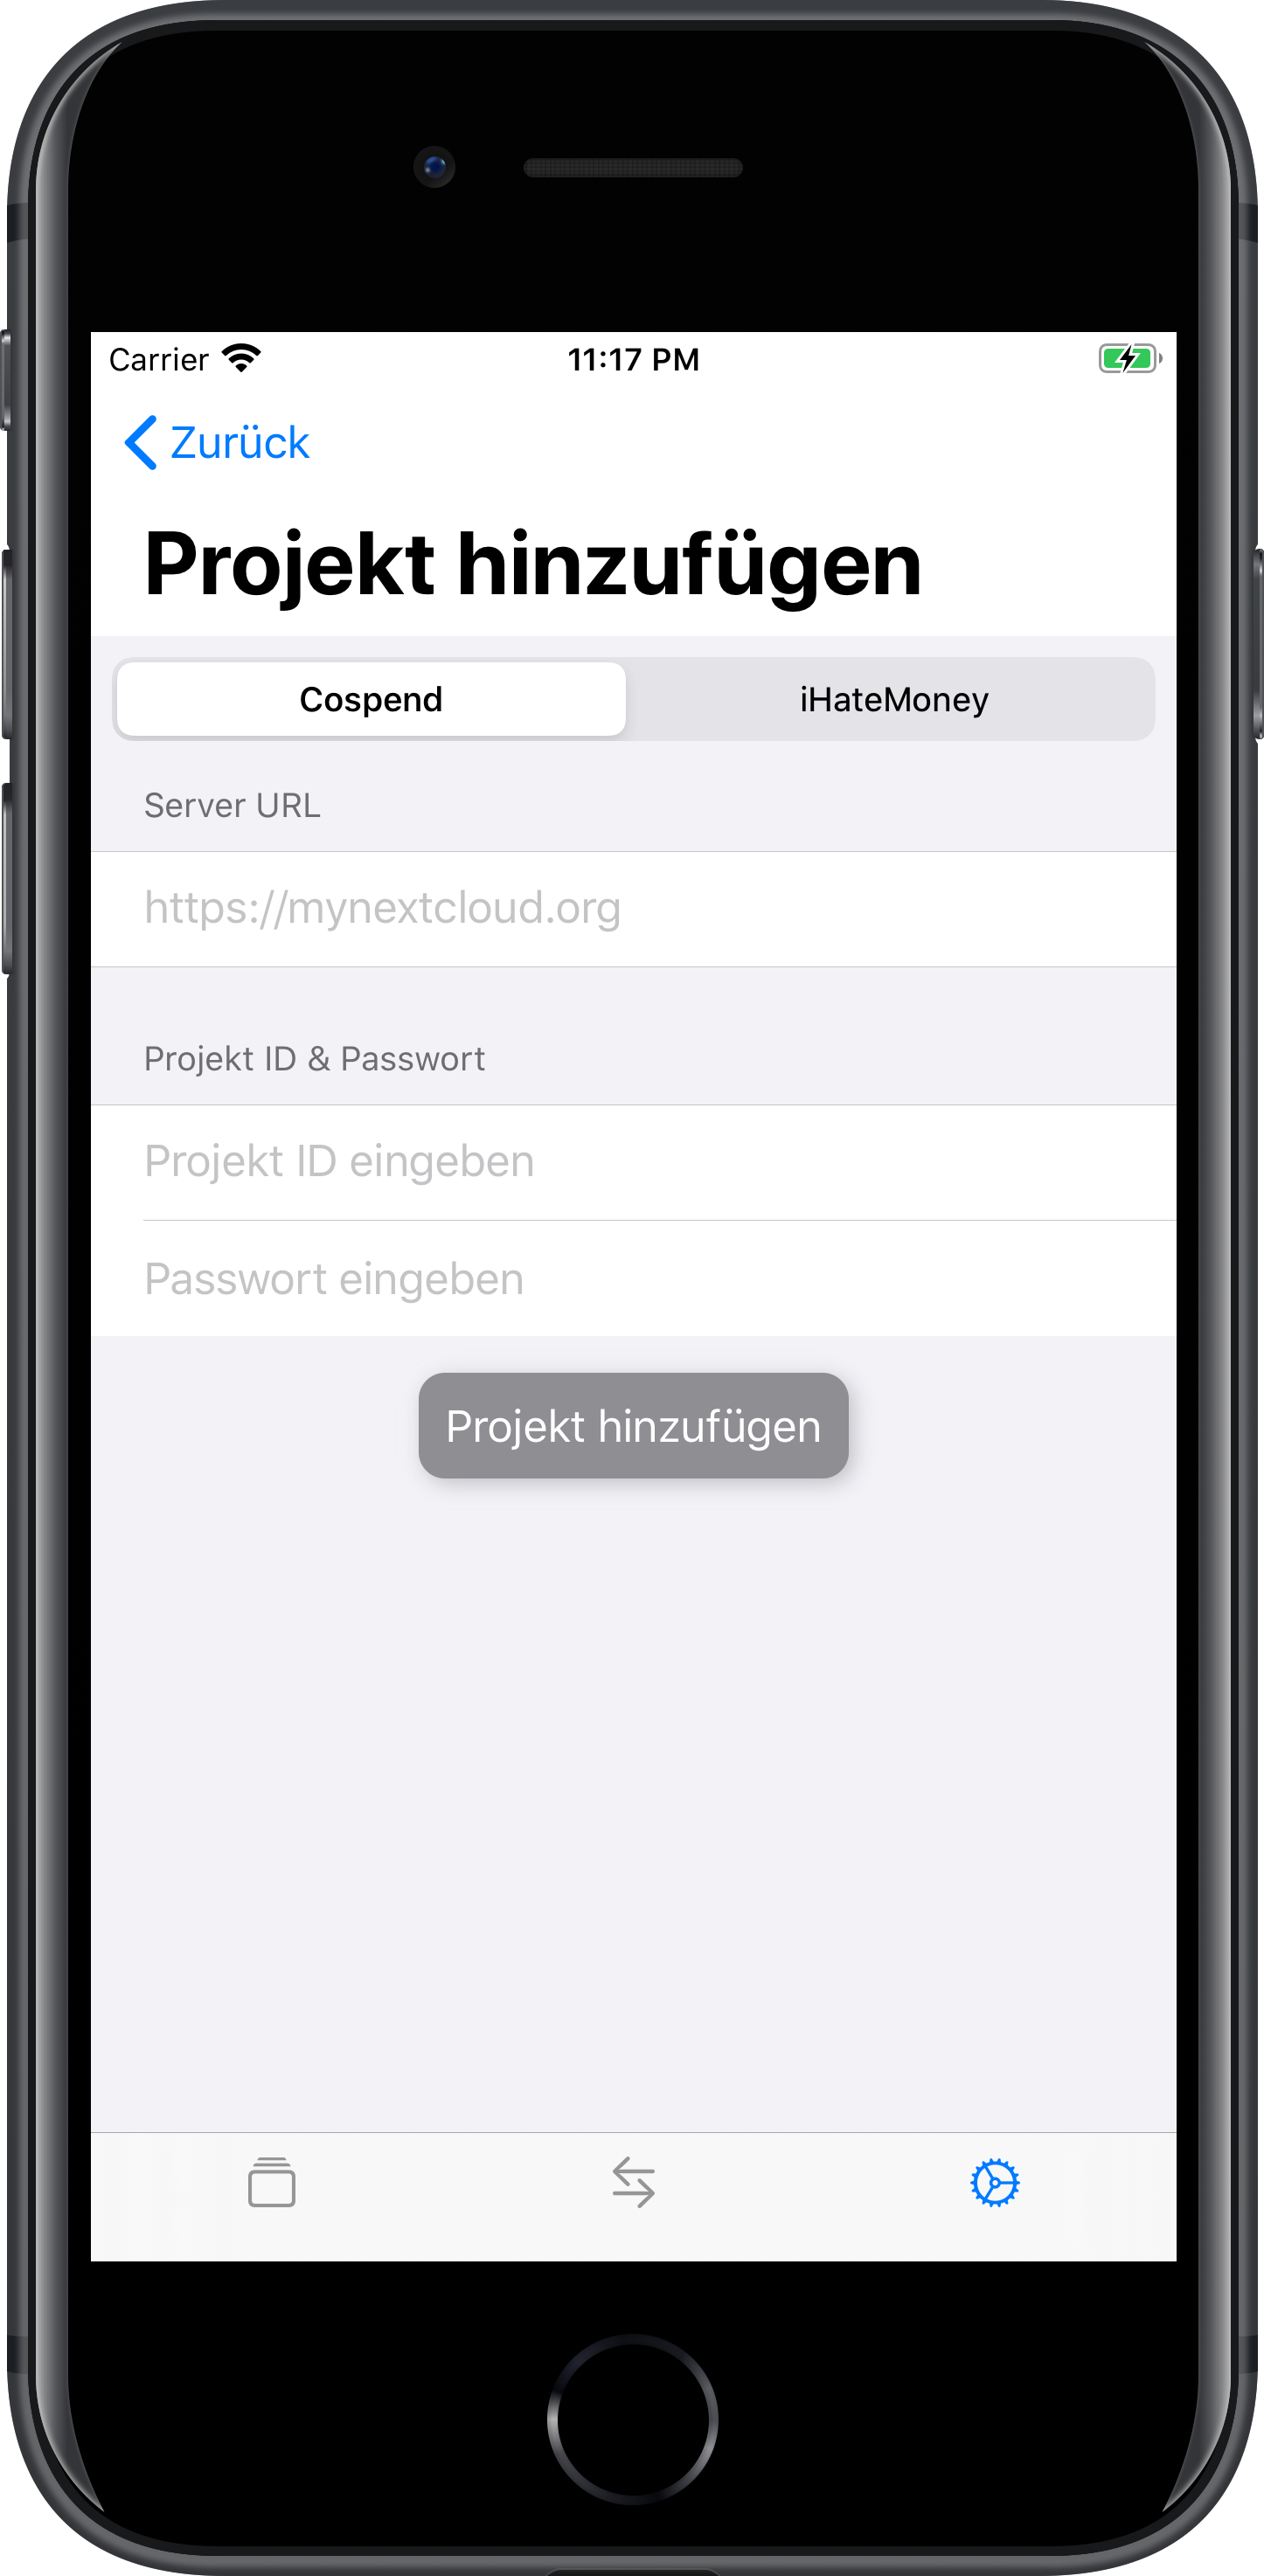 Carrier 11:17 PM
Zurück
Projekt hinzufügen
Cospend iHateMoney
Server URL
https://mynextcloud.org
Projekt ID & Passwort
Projekt ID eingeben
Passwort eingeben
Projekt hinzufügen